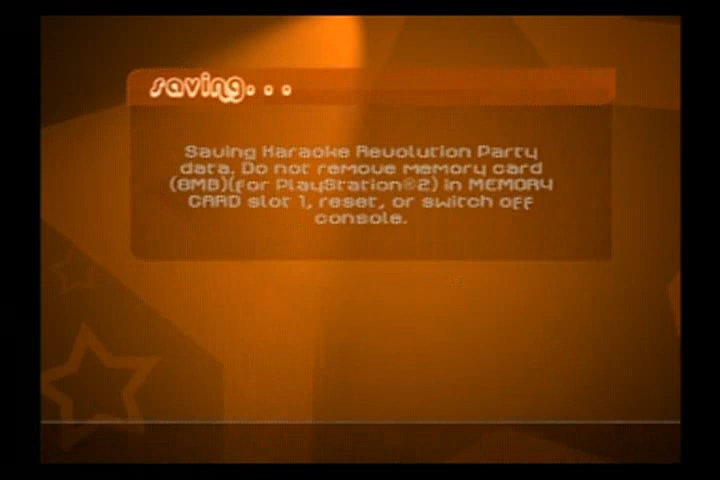 saving...
Saving Karaoke Revolution Party
data. Do not remove memory card
(8MB)(for PlayStation®2) in MEMORY
CARD slot 1, reset, or switch off
console.